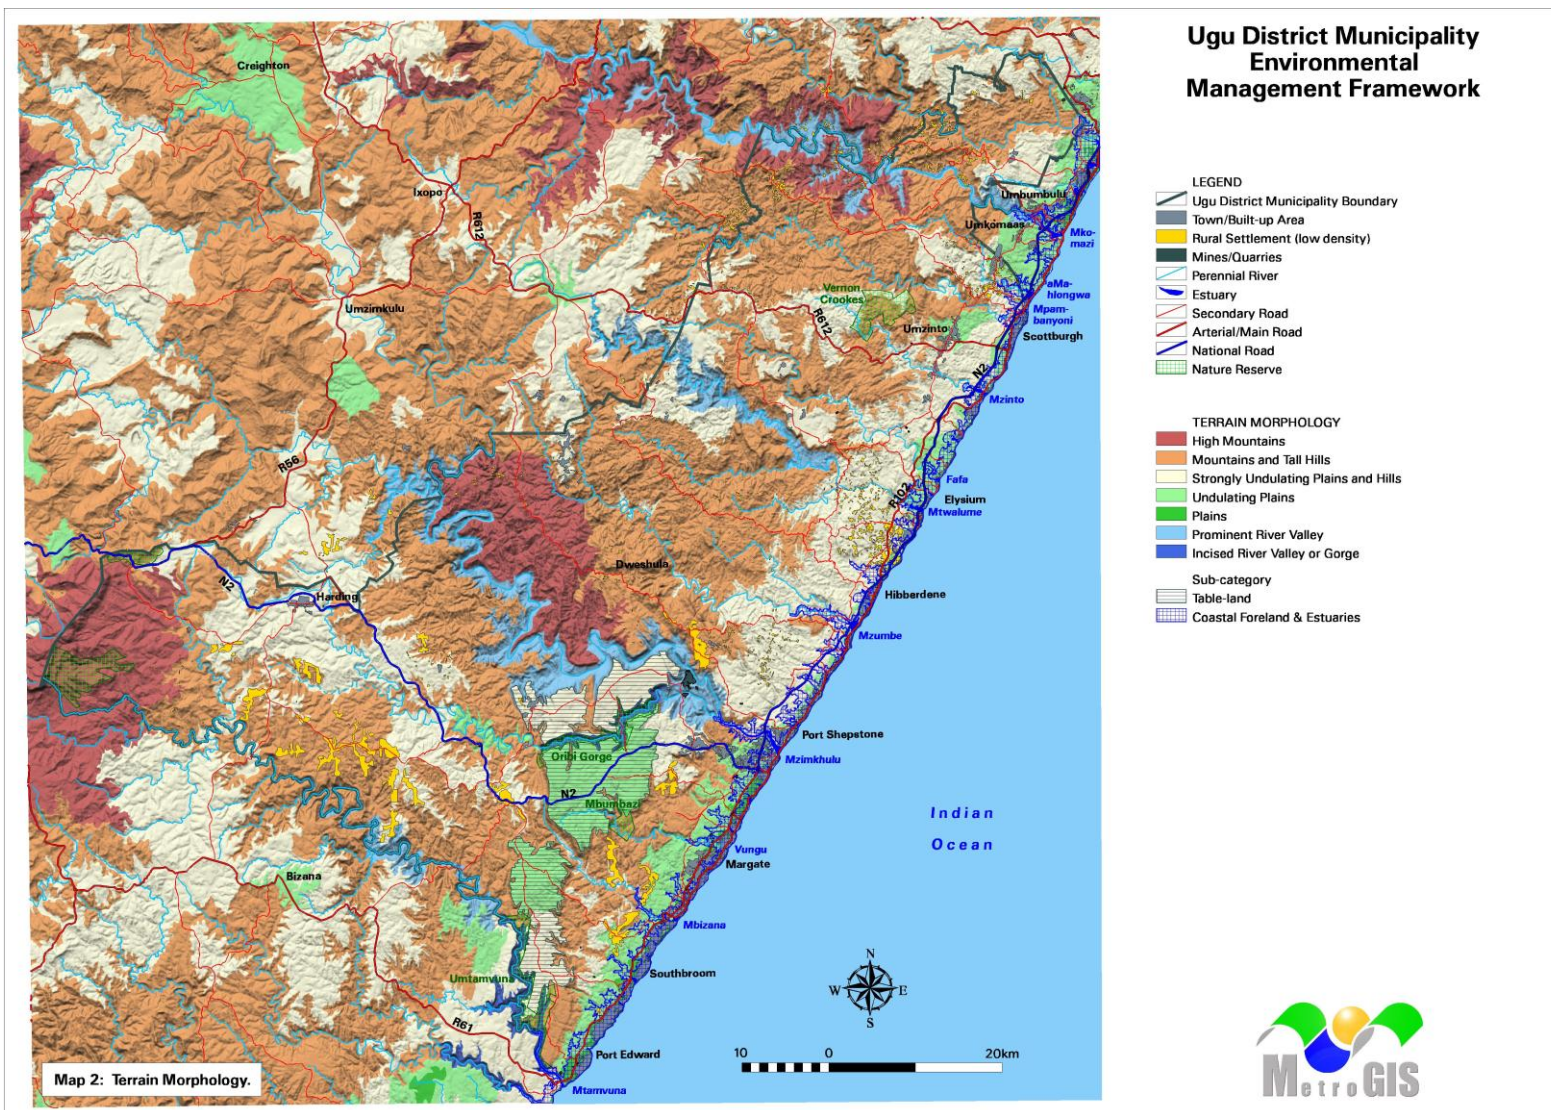 Ugu District Municipality
Environmental
Management Framework
LEGEND
Ugu District Municipality Boundary
Town/Built-up Area
Rural Settlement (low density)
Mines/Quarries
Perennial River
Estuary
Secondary Road
Arterial/Main Road
National Road
Nature Reserve
TERRAIN MORPHOLOGY
High Mountains
Mountains and Tall Hills
Strongly Undulating Plains and Hills
Undulating Plains
Plains
Prominent River Valley
Incised River Valley or Gorge
Sub-category
Table-land
Coastal Foreland & Estuaries
Creighton
Ixopo
R612
Umbumbulu
Umkomaas
Mko-
mazi
aMa-
hlongwa
Vernon
Crookes
Mpam-
banyoni
Umzimkulu
R612
Umzinto
Scottburgh
N2
Mzinto
R56
Fafa
R102
Elysium
Mtwalume
Dweshula
N2
Harding
Hibberdene
Mzumbe
Port Shepstone
Oribi Gorge
Mzimkhulu
N2
Mbumbazi
Indian
Ocean
Vungu
Margate
Bizana
Mbizana
Southbroom
Umtamvuna
N
W
E
S
R61
Port Edward
10 0 20km
Map 2: Terrain Morphology.
Mtamvuna
MetroGIS